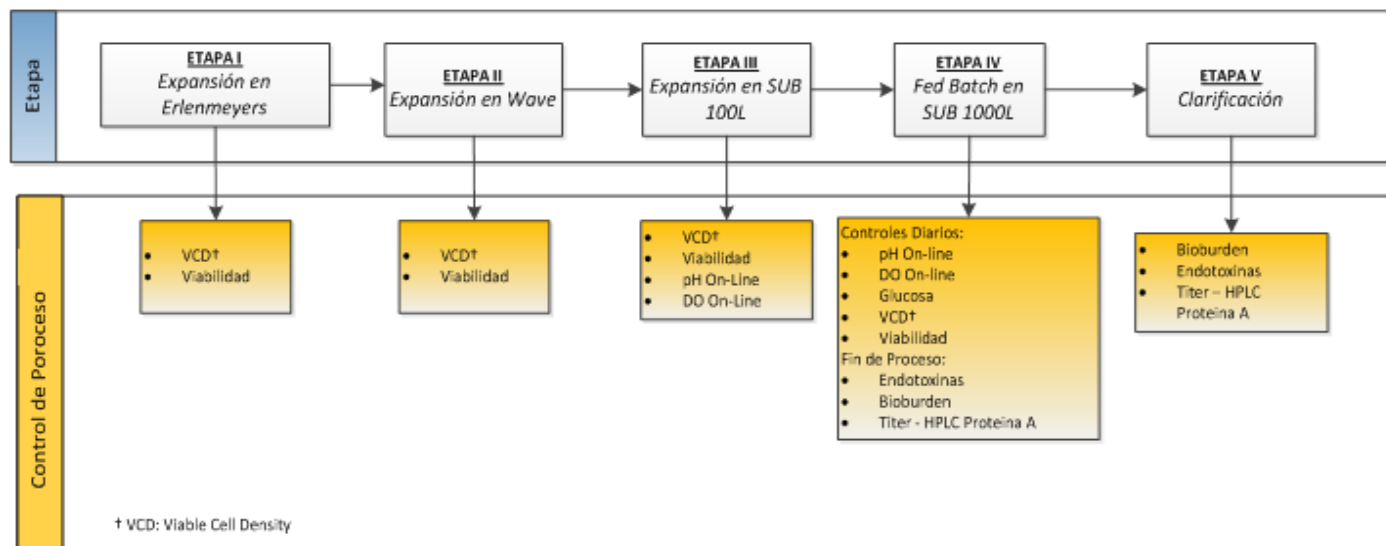 Etapa
ETAPA I
Expansión en
Erlenmeyers
ETAPA II
Expansión en Wave
ETAPA III
Expansión en SUB
100L
ETAPA IV
Fed Batch en
SUB 1000L
ETAPA V
Clarificación
Control de Poroceso
• VCD†
• Viabilidad
• VCD†
• Viabilidad
• VCD†
• Viabilidad
• pH On-Line
• DO On-Line
Controles Diarios:
• pH On-line
• DO On-line
• Glucosa
• VCD†
• Viabilidad
Fin de Proceso:
• Endotoxinas
• Bioburden
• Titer - HPLC Proteina A
• Bioburden
• Endotoxinas
• Titer – HPLC
Proteina A
† VCD: Viable Cell Density